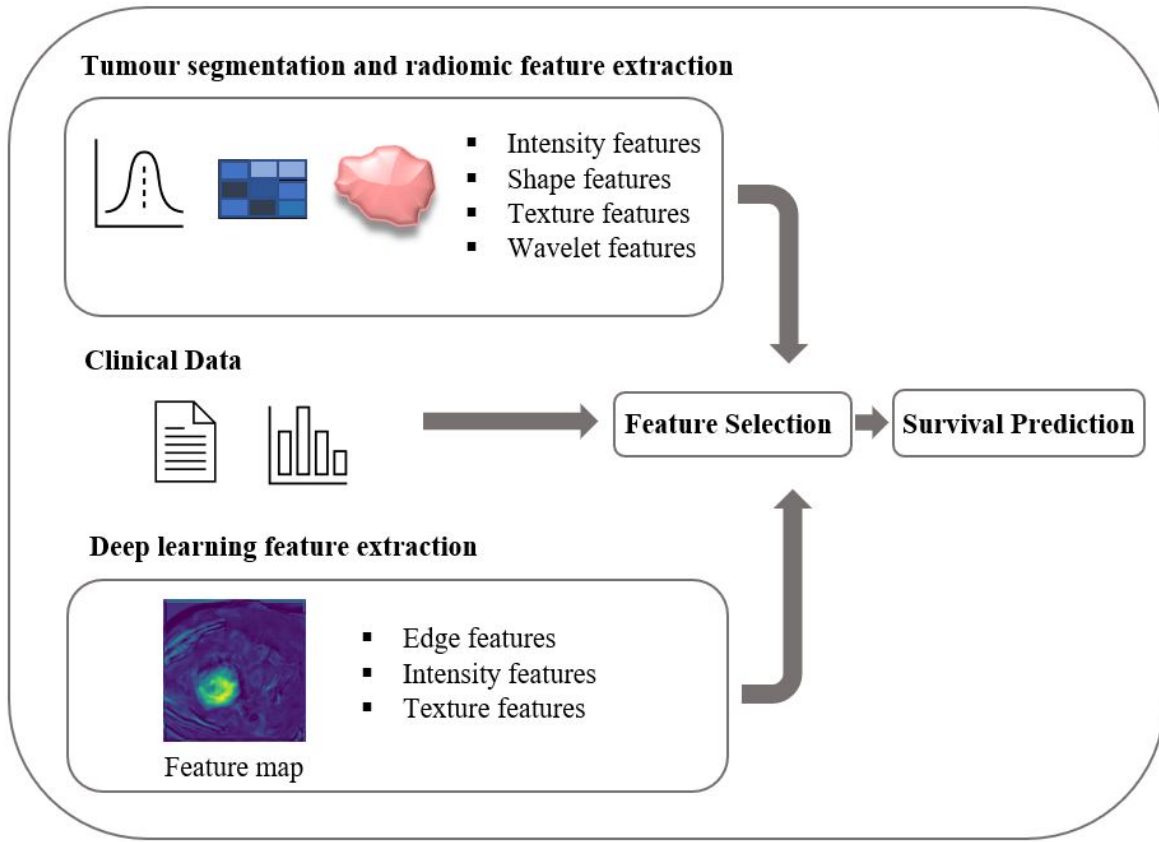 Tumour segmentation and radiomic feature extraction
▪ Intensity features
▪ Shape features
▪ Texture features
▪ Wavelet features
Clinical Data
Feature Selection
Survival Prediction
Deep learning feature extraction
▪ Edge features
▪ Intensity features
▪ Texture features
Feature map